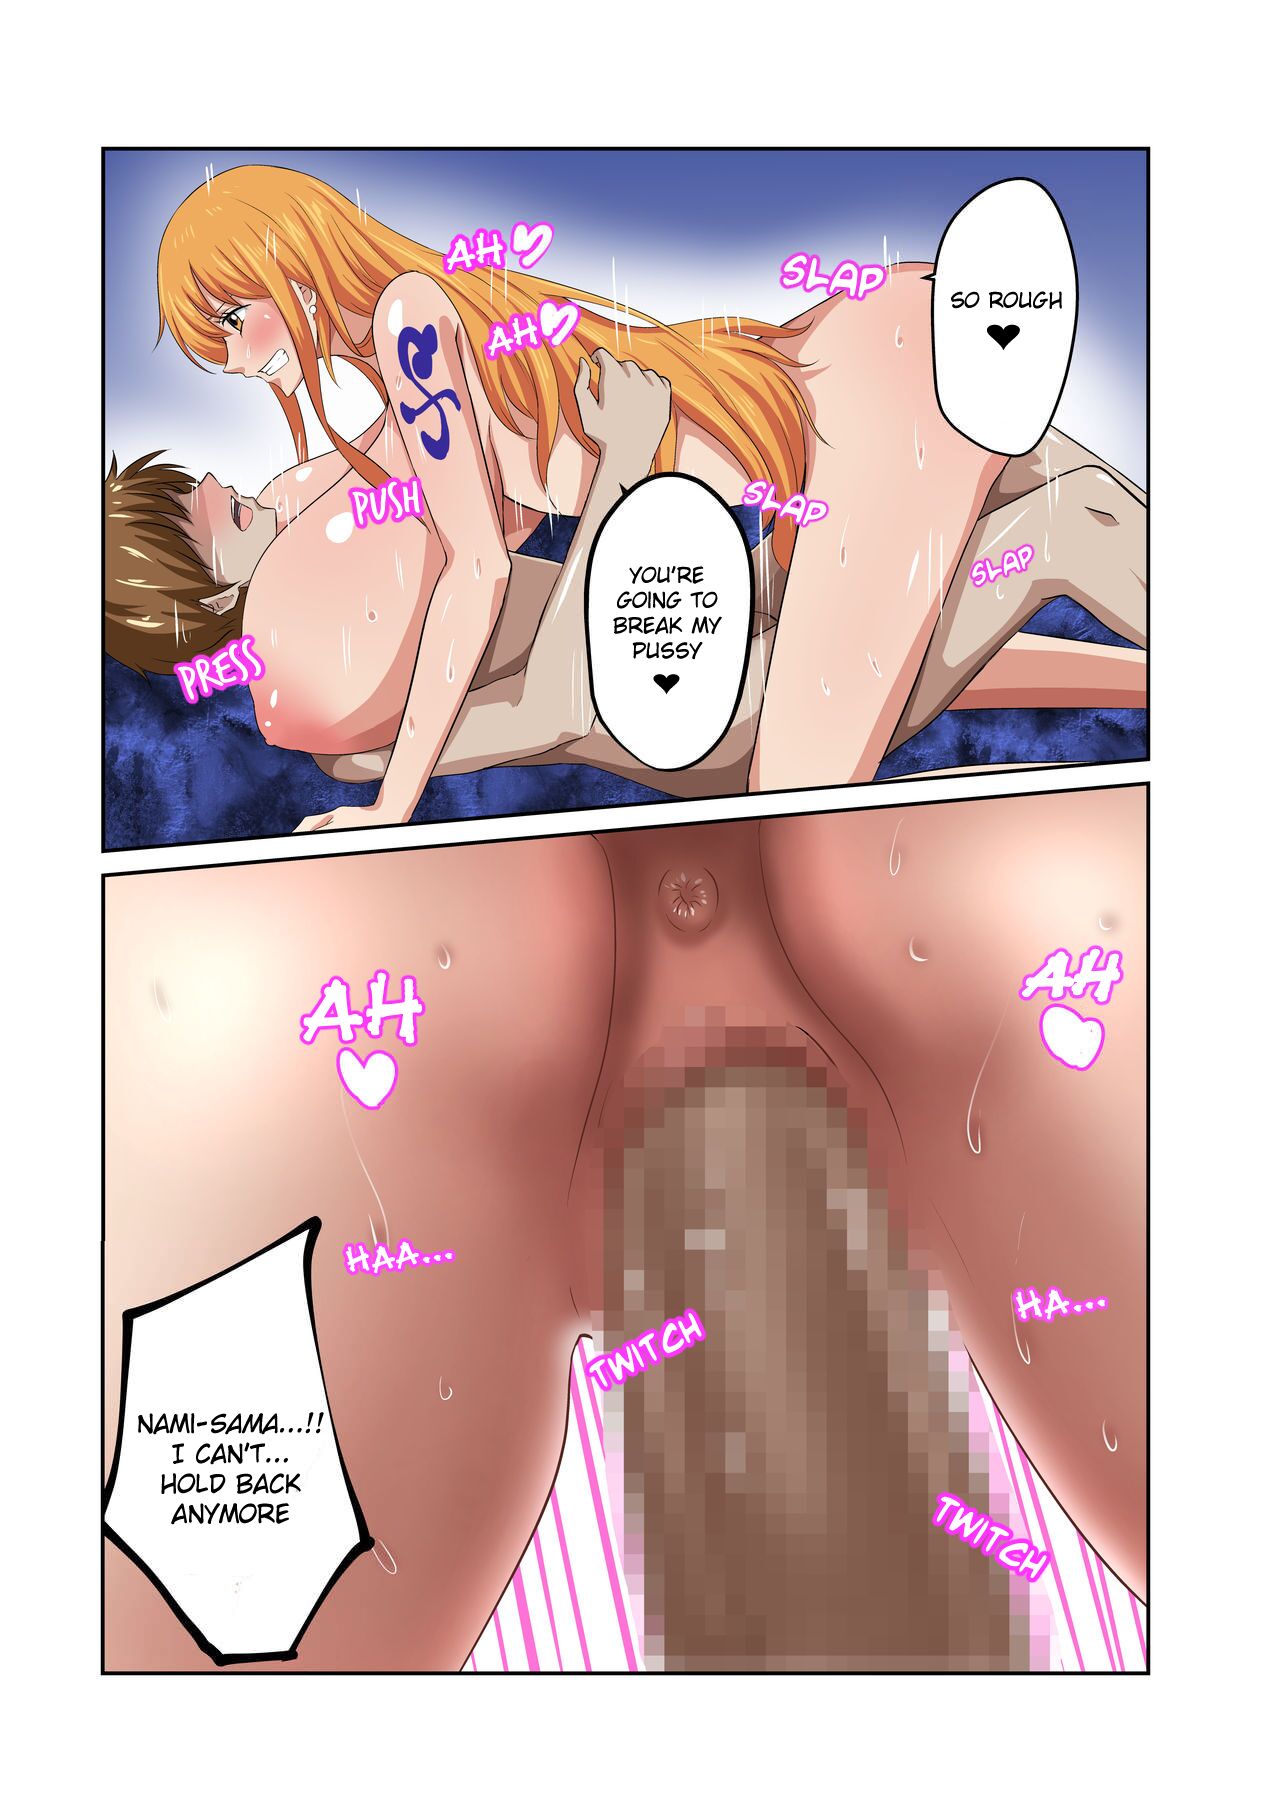 AH
AH
SLAP
SO ROUGH
♥
PUSH
SLAP
SLAP
YOU'RE
GOING TO
BREAK MY
PUSSY
♥
PRESS
AH
AH
HAA...
HA...
TWITCH
NAMI-SAMA...!!
I CAN'T...
HOLD BACK
ANYMORE
TWITCH